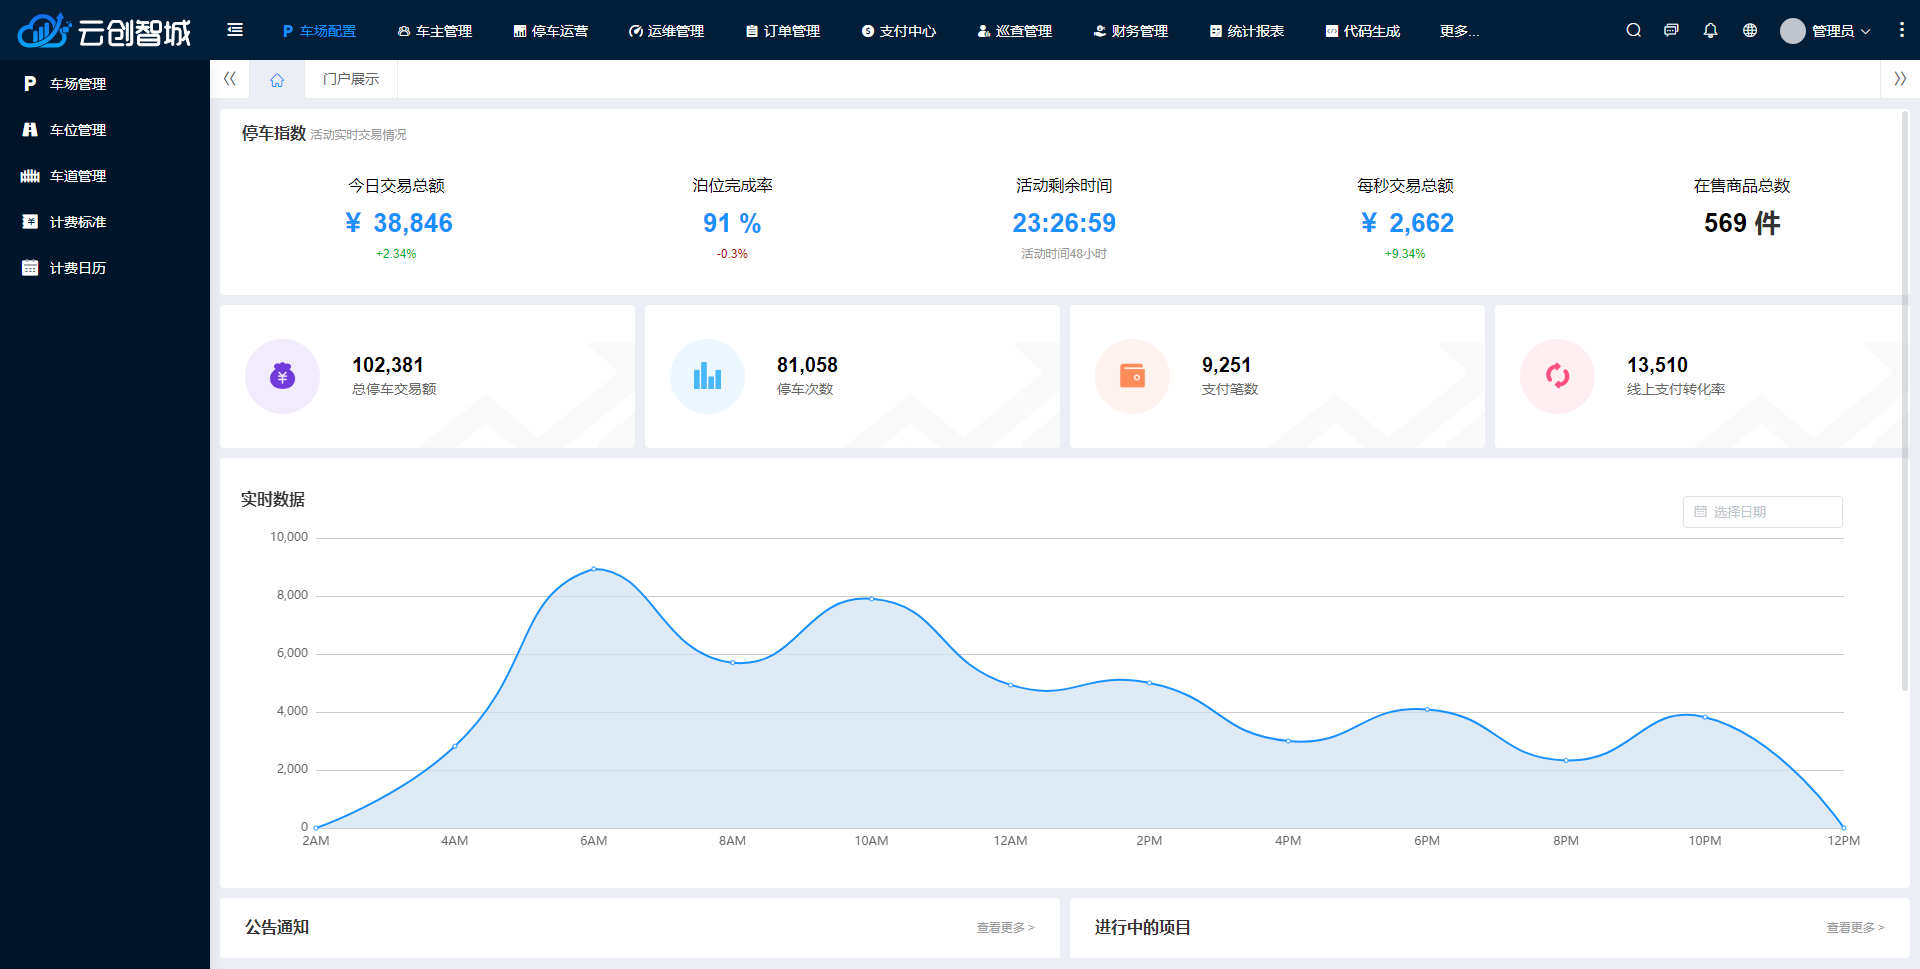 云创智城
车场配置 车主管理 停车运营 运维管理 订单管理 支付中心 巡查管理 财务管理 统计报表 代码生成 更多... 管理员
车场管理
车位管理
车道管理
计费标准
计费日历
门户展示
停车指数 活动实时交易情况
今日交易总额 泊位完成率 活动剩余时间 每秒交易总额 在售商品总数
¥ 38,846 91 % 23:26:59 ¥ 2,662 569 件
+2.34% -0.3% 活动时间48小时 +9.34%
102,381 81,058 9,251 13,510
总停车交易额 停车次数 支付笔数 线上支付转化率
实时数据
选择日期
10,000
8,000
6,000
4,000
2,000
0
2AM 4AM 6AM 8AM 10AM 12AM 2PM 4PM 6PM 8PM 10PM 12PM
公告通知 查看更多 > 进行中的项目 查看更多 >